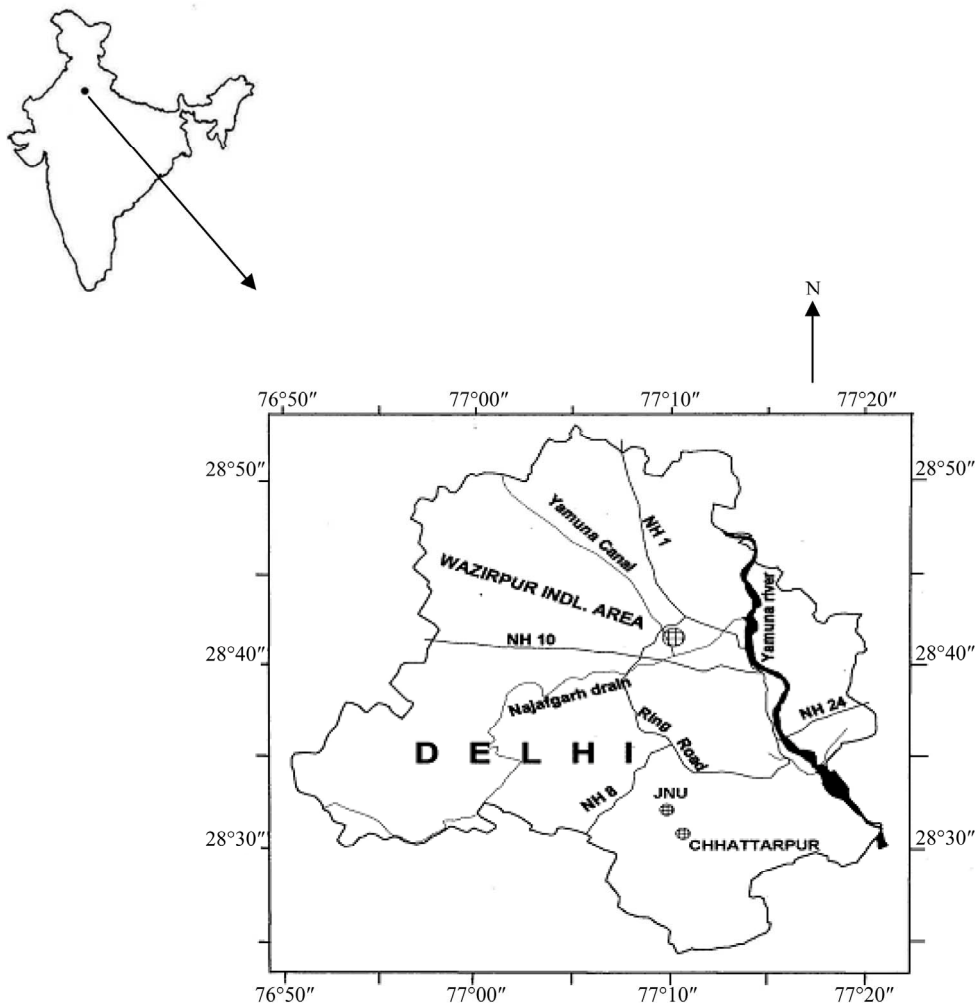 N
76°50″ 77°00″ 77°10″ 77°20″
28°50″ 28°50″
Yamuna Canal
NH 1
WAZIRPUR INDL. AREA
Yamuna river
NH 10
28°40″ 28°40″
Najafgarh drain
Ring Road
NH 24
DELHI
NH 8
JNU
CHHATTARPUR
28°30″ 28°30″
76°50″ 77°00″ 77°10″ 77°20″